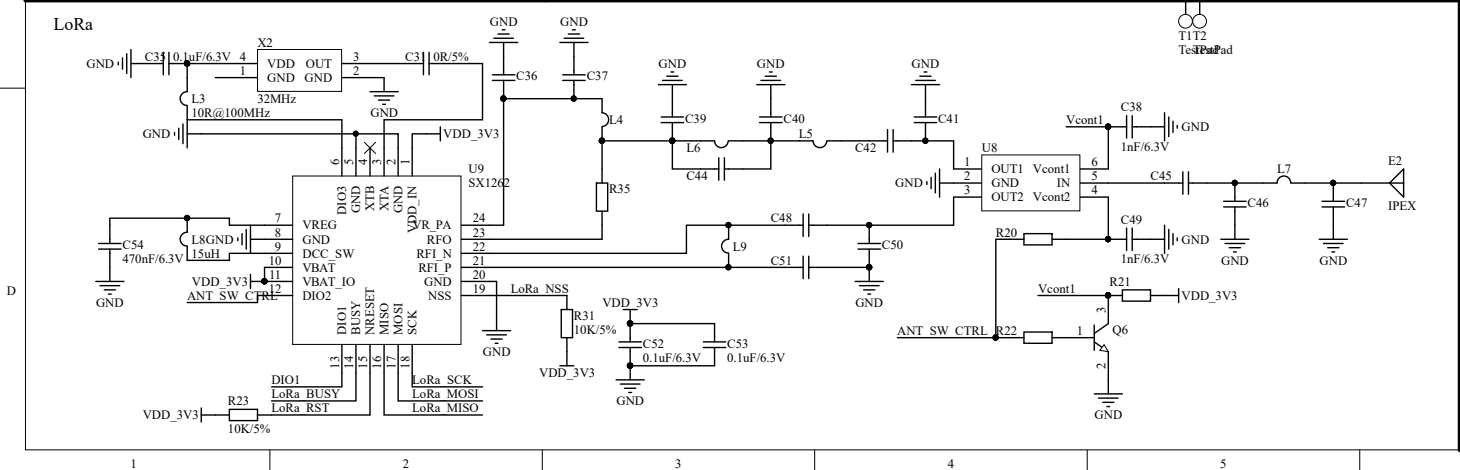 LoRa
T1 T2
TestPad
GND
GND
C35 0.1uF/6.3V
X2
C31 0R/5%
GND
4 VDD OUT 3
1 GND GND 2
C36
C37
GND
GND
GND
L3
32MHz
GND
10R@100MHz
L4
C39
C40
C41
C38
Vcont1
GND
GND
VDD_3V3
1nF/6.3V
L6
L5
C42
C44
U8
6 5 4 3 2 1
U9
SX1262
DIO3
GND
XTB
XTA
GND
VDD_IN
1 OUT1 Vcont1 6
GND 2 GND IN 5
3 OUT2 Vcont2 4
C45
L7
E2
IPEX
R35
C46
C47
7 VREG VR_PA 24
8 GND RFO 23
9 DCC_SW RFI_N 22
10 VBAT RFI_P 21
11 VBAT_IO GND 20
12 DIO2 NSS 19
C54
470nF/6.3V
L8 GND
15uH
VDD_3V3
ANT_SW_CTRL
GND
C48
L9
C50
C51
GND
R20
C49
GND
1nF/6.3V
GND
GND
LoRa_NSS
R31
10K/5%
VDD_3V3
GND
VDD_3V3
C52
0.1uF/6.3V
C53
0.1uF/6.3V
GND
Vcont1
R21
VDD_3V3
ANT_SW_CTRL
R22
1
3
Q6
2
GND
DIO1
BUSY
NRESET
MISO
MOSI
SCK
13 14 15 16 17 18
DIO1
LoRa_BUSY
LoRa_RST
LoRa_SCK
LoRa_MOSI
LoRa_MISO
VDD_3V3
R23
10K/5%
D
1 2 3 4 5